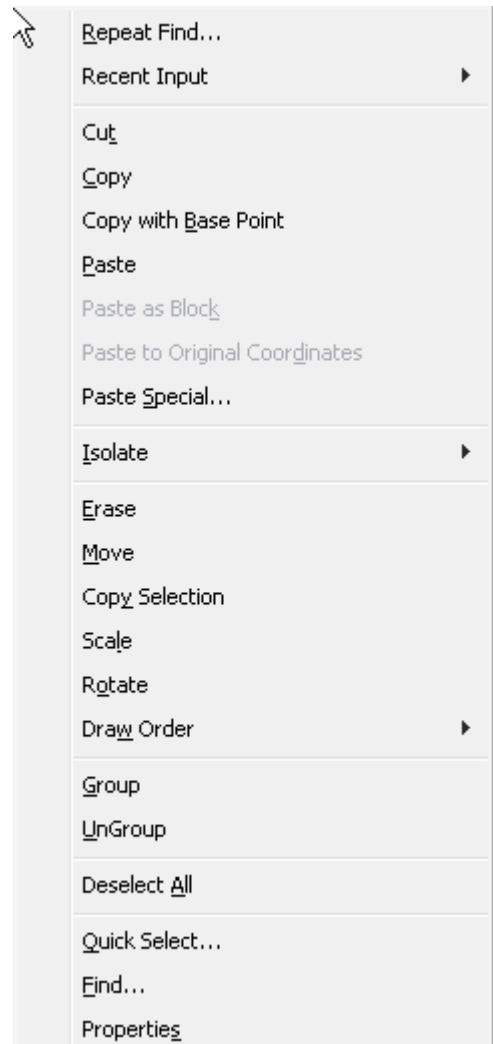 Repeat Find...
Recent Input
Cut
Copy
Copy with Base Point
Paste
Paste as Block
Paste to Original Coordinates
Paste Special...
Isolate
Erase
Move
Copy Selection
Scale
Rotate
Draw Order
Group
UnGroup
Deselect All
Quick Select...
Find...
Properties